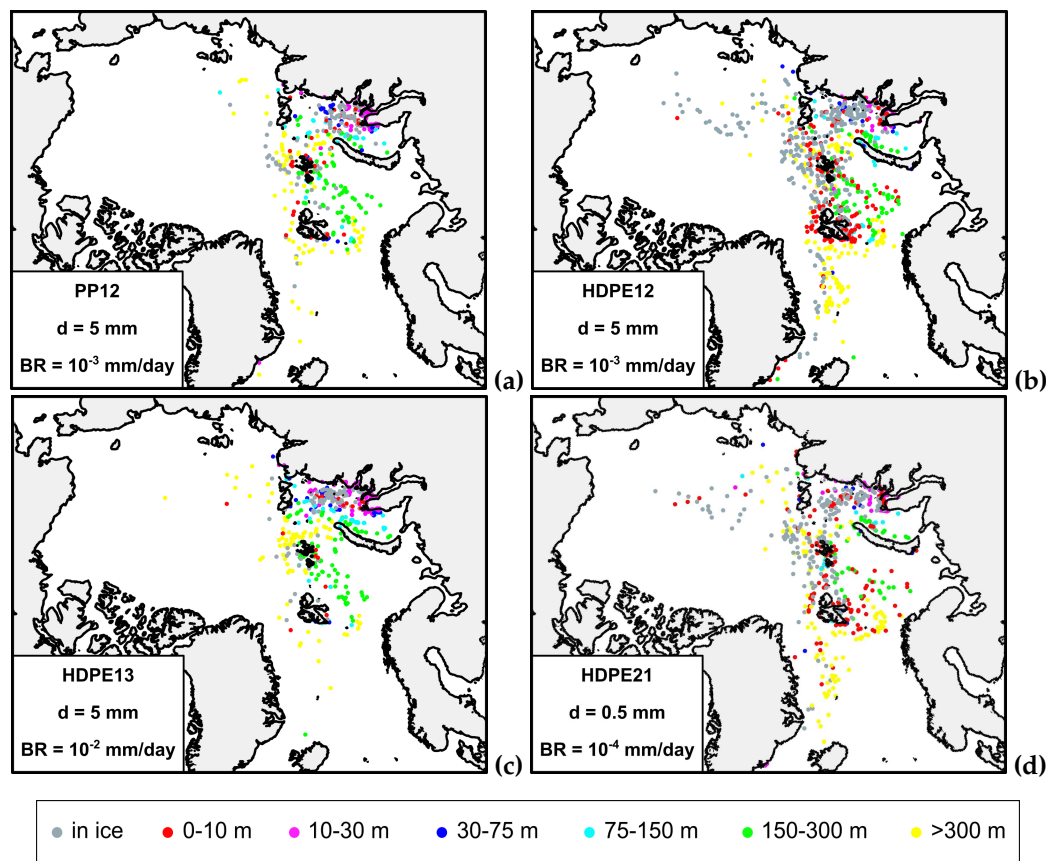 PP12
d = 5 mm
BR = 10⁻³ mm/day
(a)
HDPE12
d = 5 mm
BR = 10⁻³ mm/day
(b)
HDPE13
d = 5 mm
BR = 10⁻² mm/day
(c)
HDPE21
d = 0.5 mm
BR = 10⁻⁴ mm/day
(d)
in ice 0-10 m 10-30 m 30-75 m 75-150 m 150-300 m >300 m